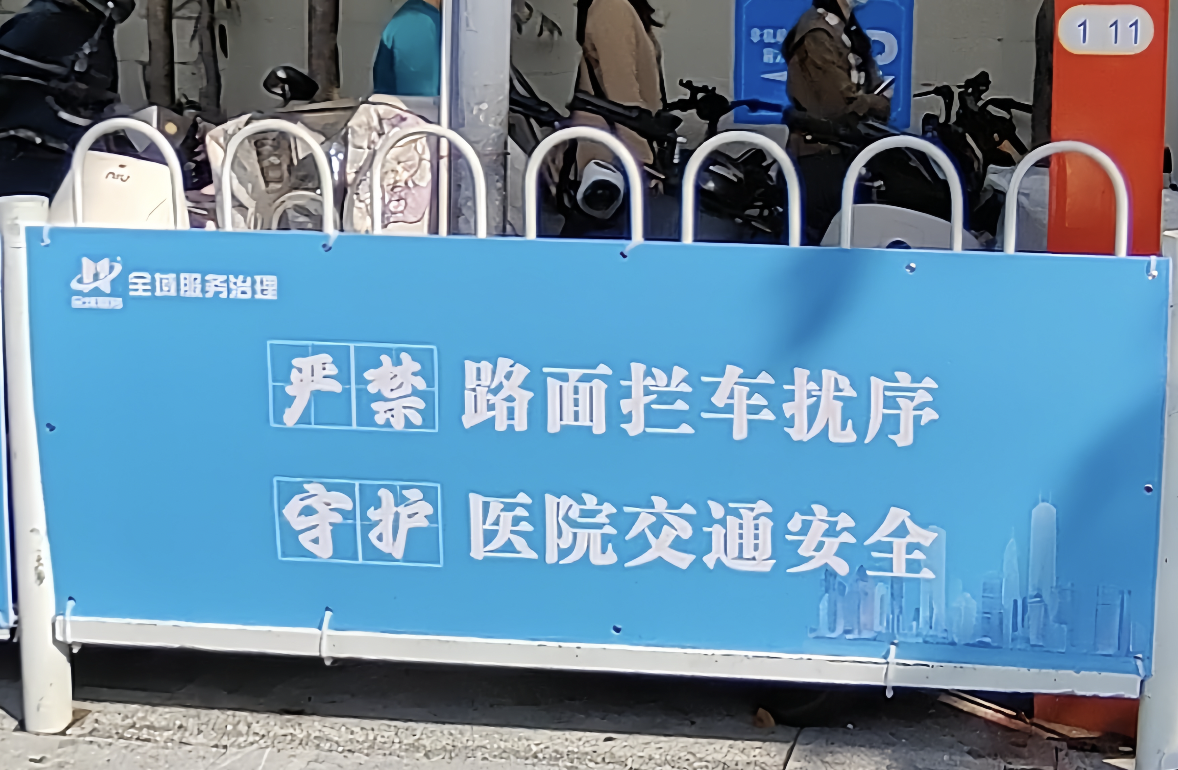 1 11
P
niu
全域服务治理
严禁 路面拦车扰序
守护 医院交通安全